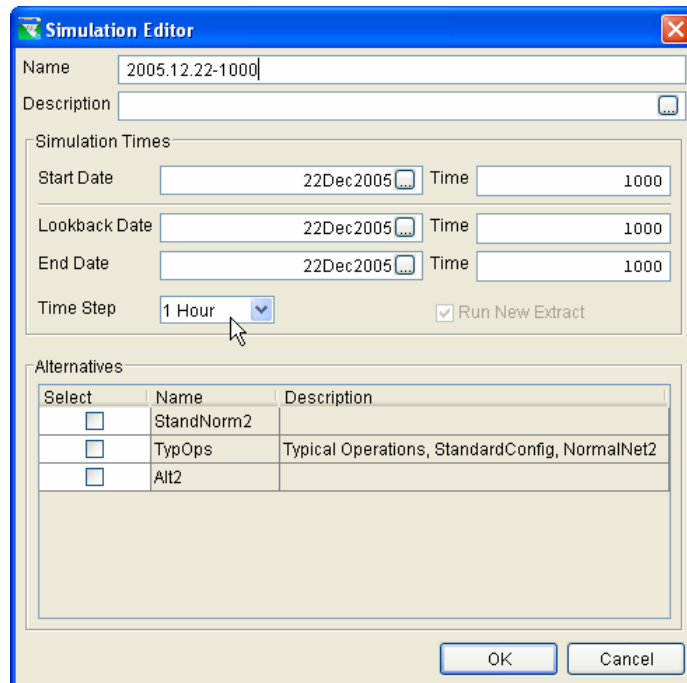 Simulation Editor
Name 2005.12.22-1000
Description ...
Simulation Times
Start Date 22Dec2005 ... Time 1000
Lookback Date 22Dec2005 ... Time 1000
End Date 22Dec2005 ... Time 1000
Time Step 1 Hour Run New Extract
Alternatives
Select Name Description
StandNorm2
TypOps Typical Operations, StandardConfig, NormalNet2
Alt2
OK Cancel